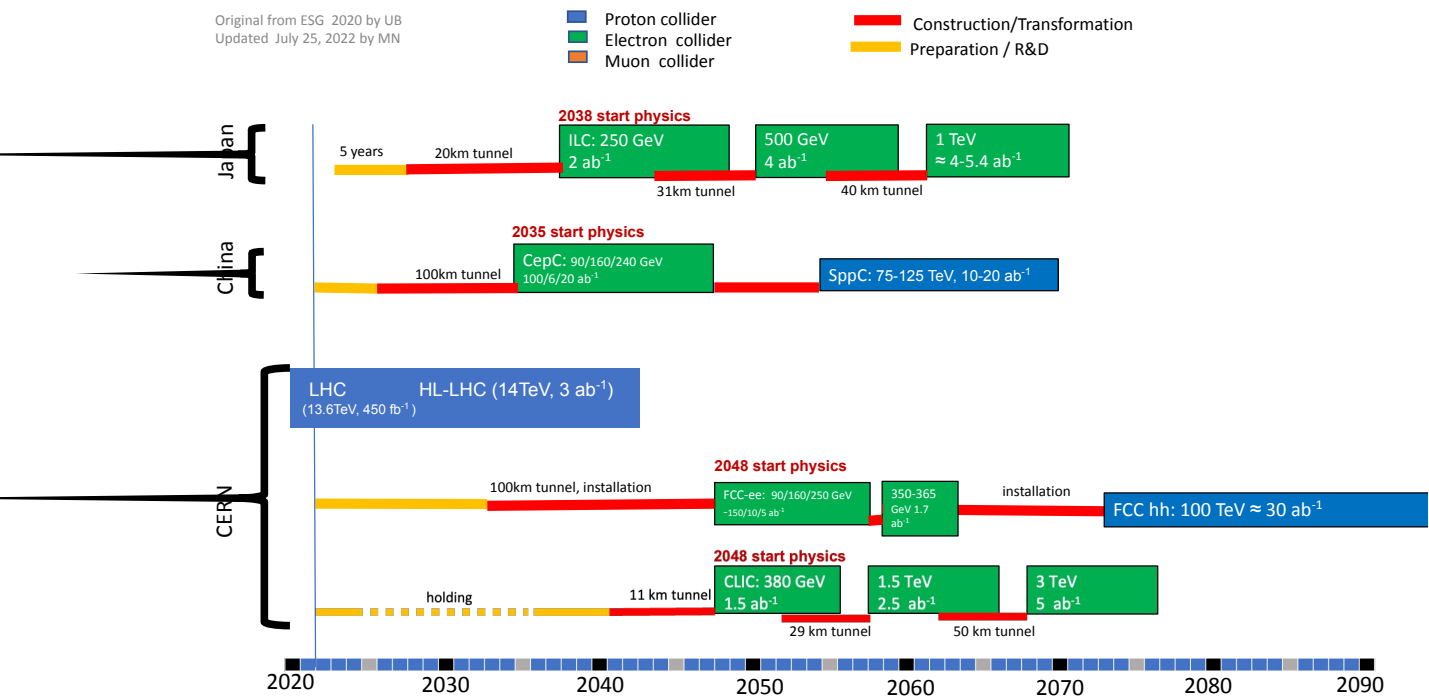 Original from ESG 2020 by UB
Updated July 25, 2022 by MN
Proton collider
Electron collider
Muon collider
Construction/Transformation
Preparation / R&D
Japan
2038 start physics
5 years
20km tunnel
ILC: 250 GeV
2 ab⁻¹
31km tunnel
500 GeV
4 ab⁻¹
40 km tunnel
1 TeV
≈ 4-5.4 ab⁻¹
China
2035 start physics
100km tunnel
CepC: 90/160/240 GeV
100/6/20 ab⁻¹
SppC: 75-125 TeV, 10-20 ab⁻¹
CERN
LHC HL-LHC (14TeV, 3 ab⁻¹)
(13.6TeV, 450 fb⁻¹)
2048 start physics
100km tunnel, installation
FCC-ee: 90/160/250 GeV
~150/10/5 ab⁻¹
350-365
GeV 1.7
ab⁻¹
installation
FCC hh: 100 TeV ≈ 30 ab⁻¹
2048 start physics
holding
11 km tunnel
CLIC: 380 GeV
1.5 ab⁻¹
29 km tunnel
1.5 TeV
2.5 ab⁻¹
50 km tunnel
3 TeV
5 ab⁻¹
2020 2030 2040 2050 2060 2070 2080 2090